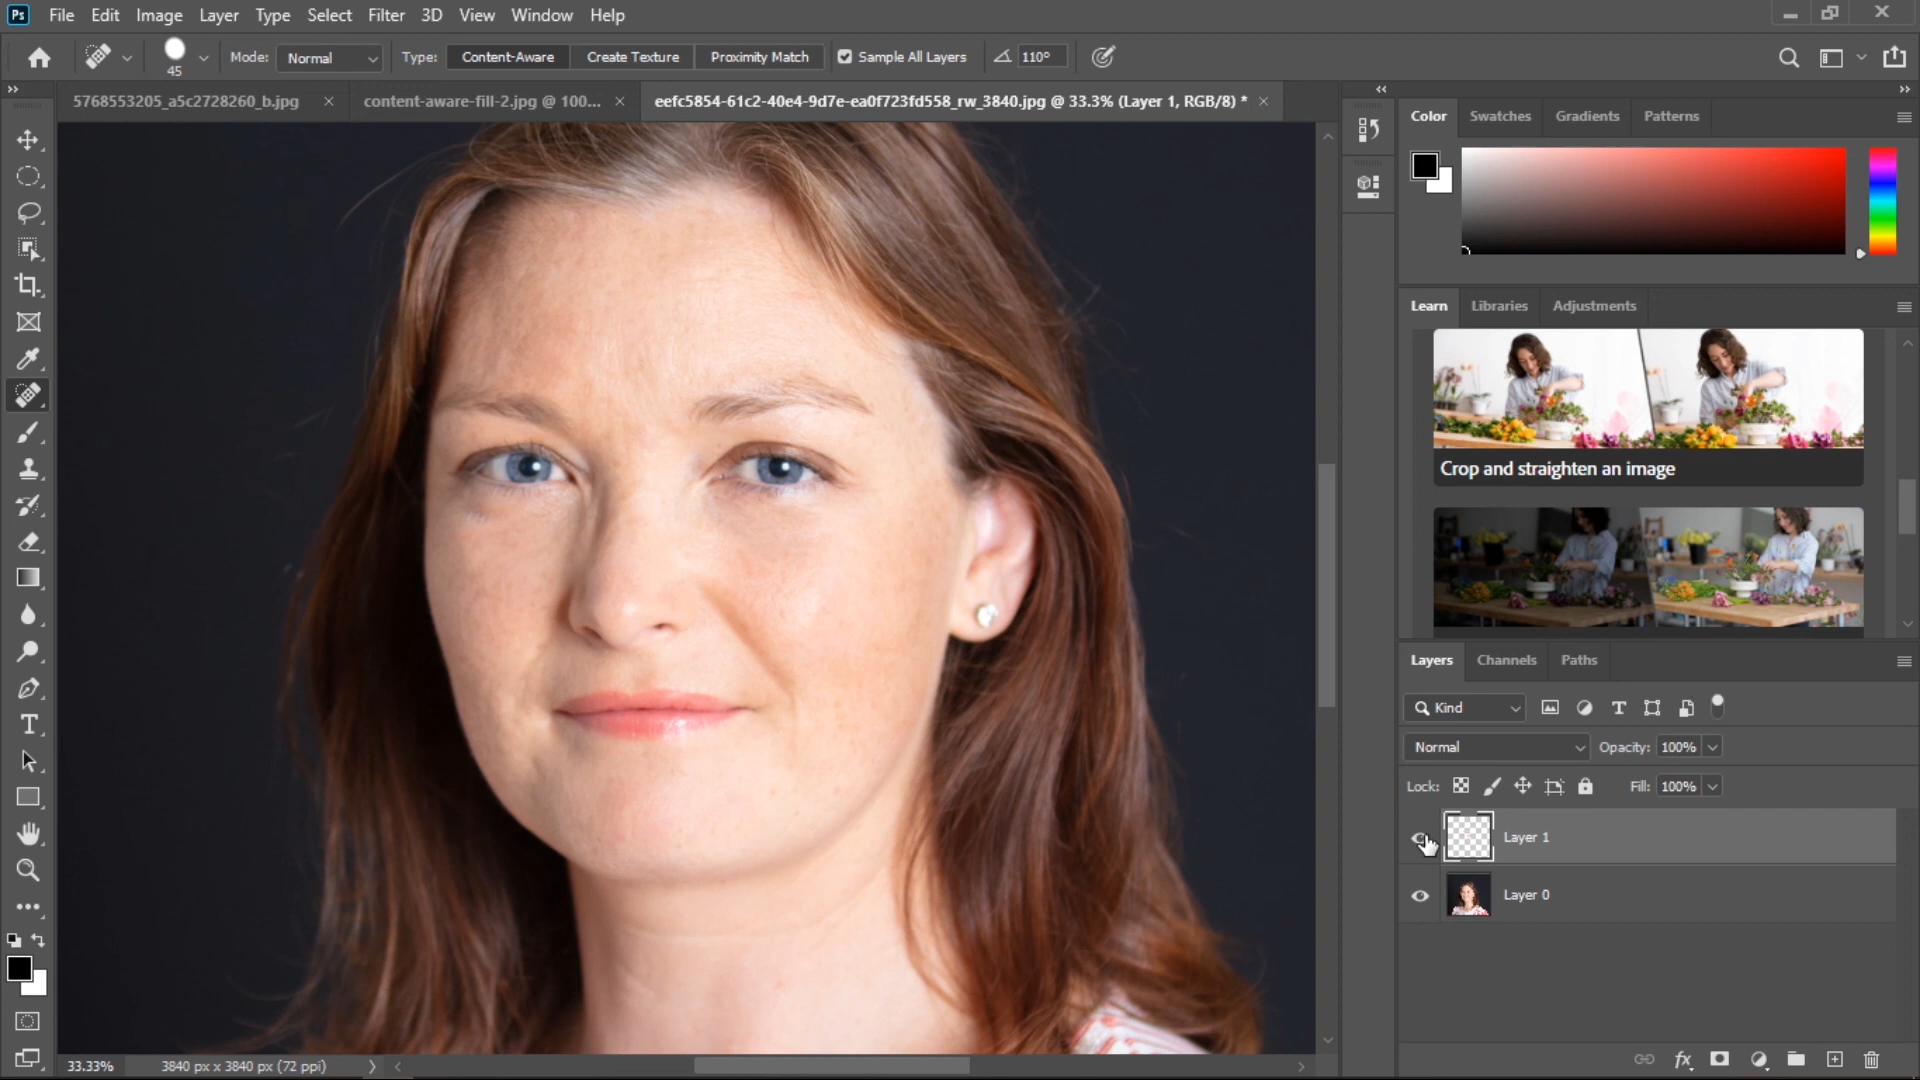 Ps File Edit Image Layer Type Select Filter 3D View Window Help
45 Mode: Normal Type: Content-Aware Create Texture Proximity Match Sample All Layers 110°
5768553205_a5c2728260_b.jpg × content-aware-fill-2.jpg @ 100... × eefc5854-61c2-40e4-9d7e-ea0f723fd558_rw_3840.jpg @ 33.3% (Layer 1, RGB/8) * ×
Color Swatches Gradients Patterns
Learn Libraries Adjustments
Crop and straighten an image
Layers Channels Paths
Kind
Normal Opacity: 100%
Lock: Fill: 100%
Layer 1
Layer 0
fx
33.33% 3840 px x 3840 px (72 ppi)